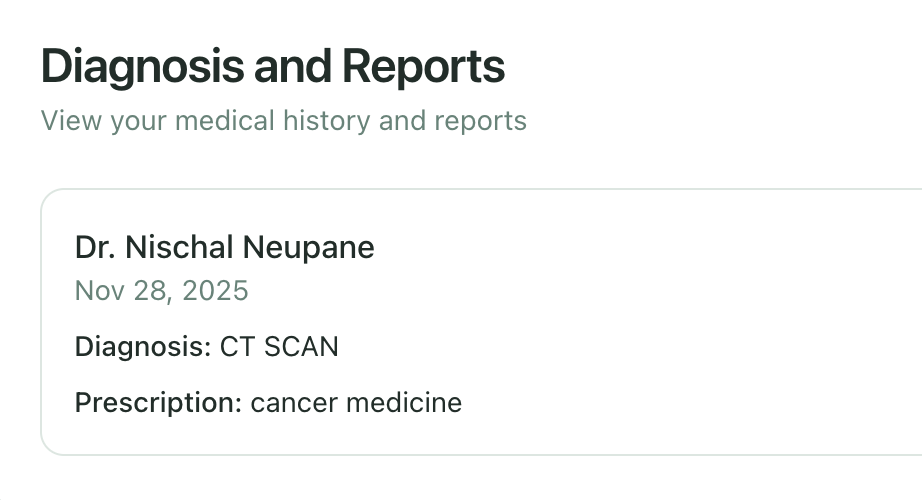 Diagnosis and Reports
View your medical history and reports
Dr. Nischal Neupane
Nov 28, 2025
Diagnosis: CT SCAN
Prescription: cancer medicine